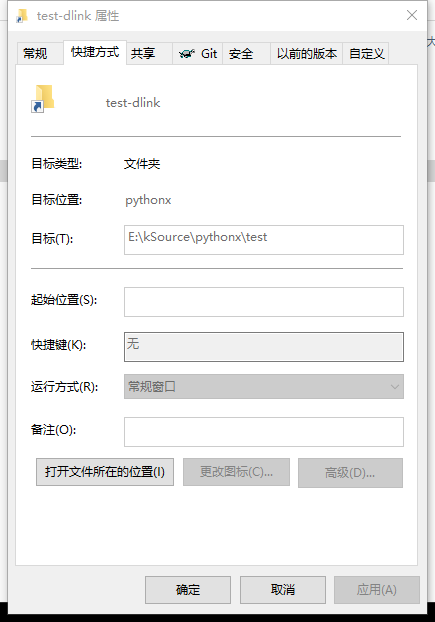 test-dlink 属性
常规 快捷方式 共享 Git 安全 以前的版本 自定义
test-dlink
目标类型: 文件夹
目标位置: pythonx
目标(T): E:\kSource\pythonx\test
起始位置(S):
快捷键(K): 无
运行方式(R): 常规窗口
备注(O):
打开文件所在的位置(I) 更改图标(C)... 高级(D)...
确定 取消 应用(A)